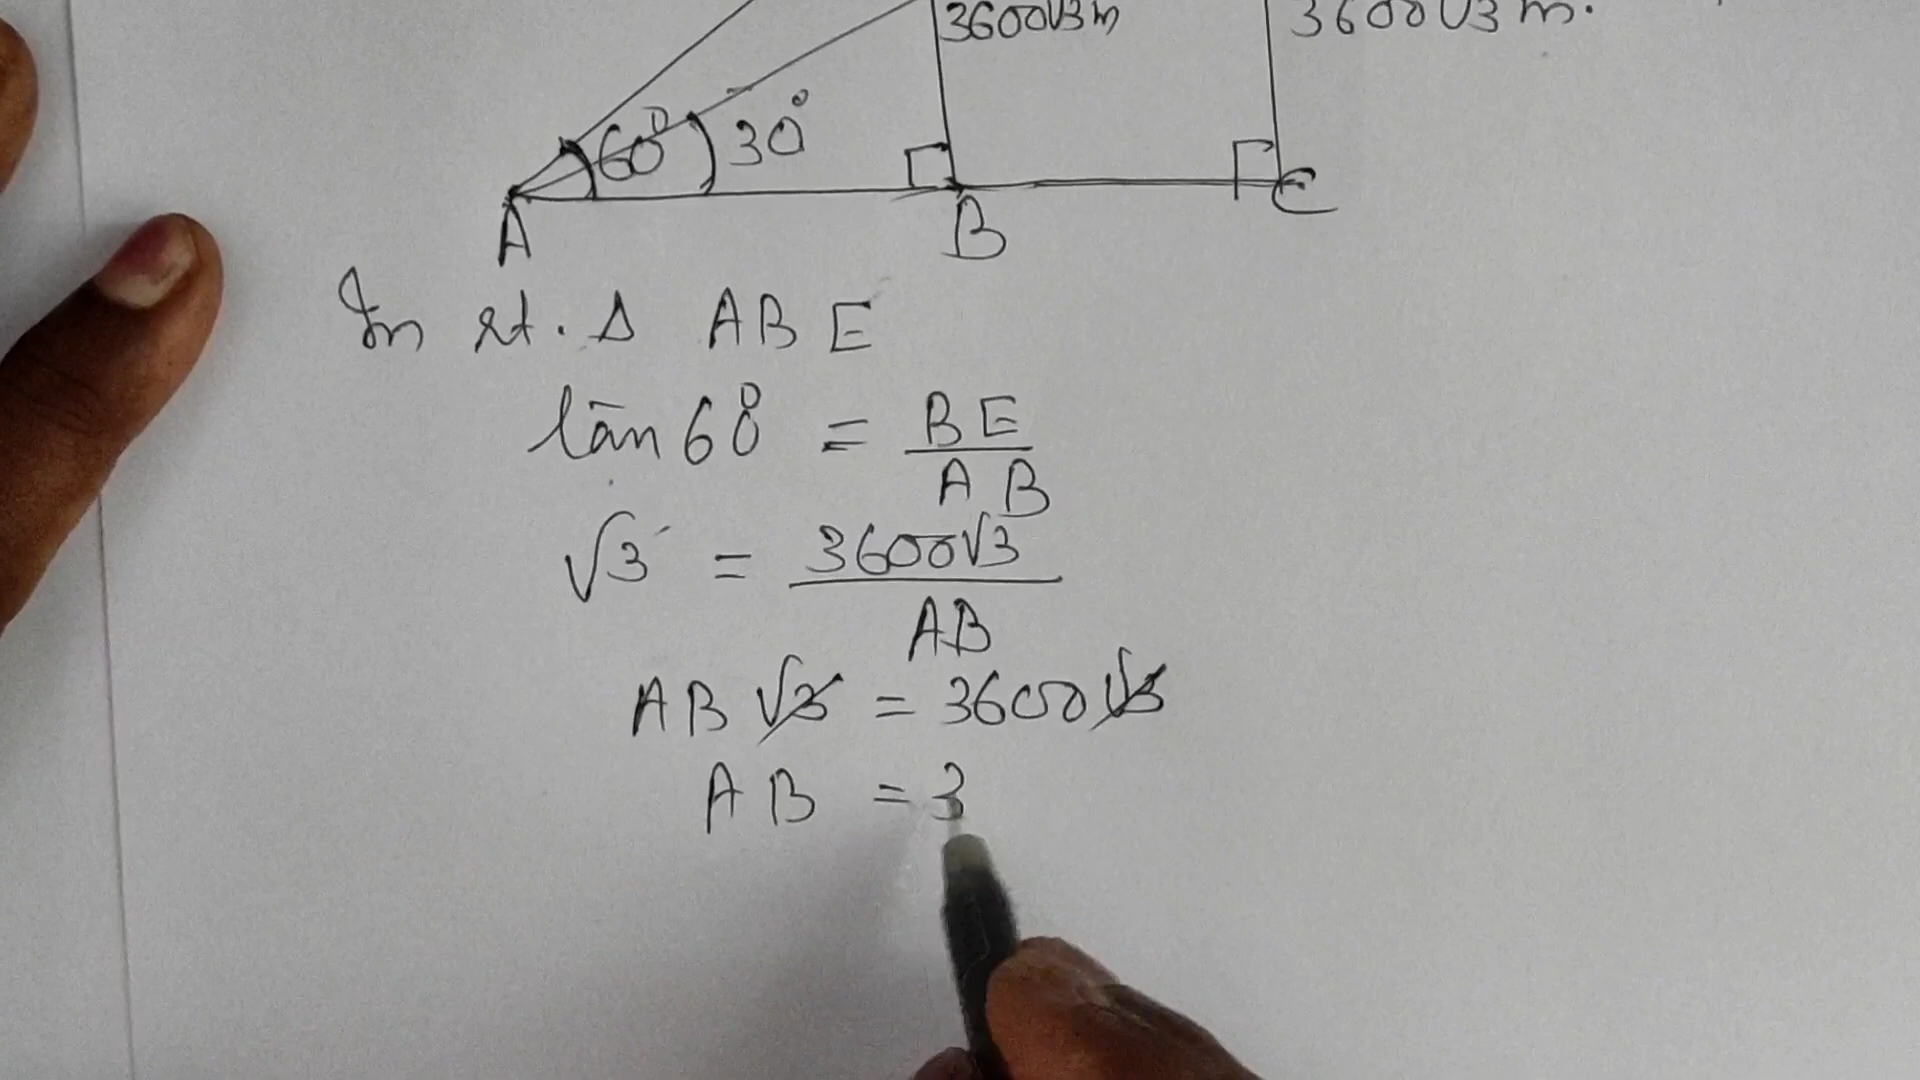 3600√3m 3600√3 m.
60° 30°
A B C
In rt. Δ ABE
tan 60° = BE/AB
√3 = 3600√3/AB
AB √3 = 3600√3
AB = 3